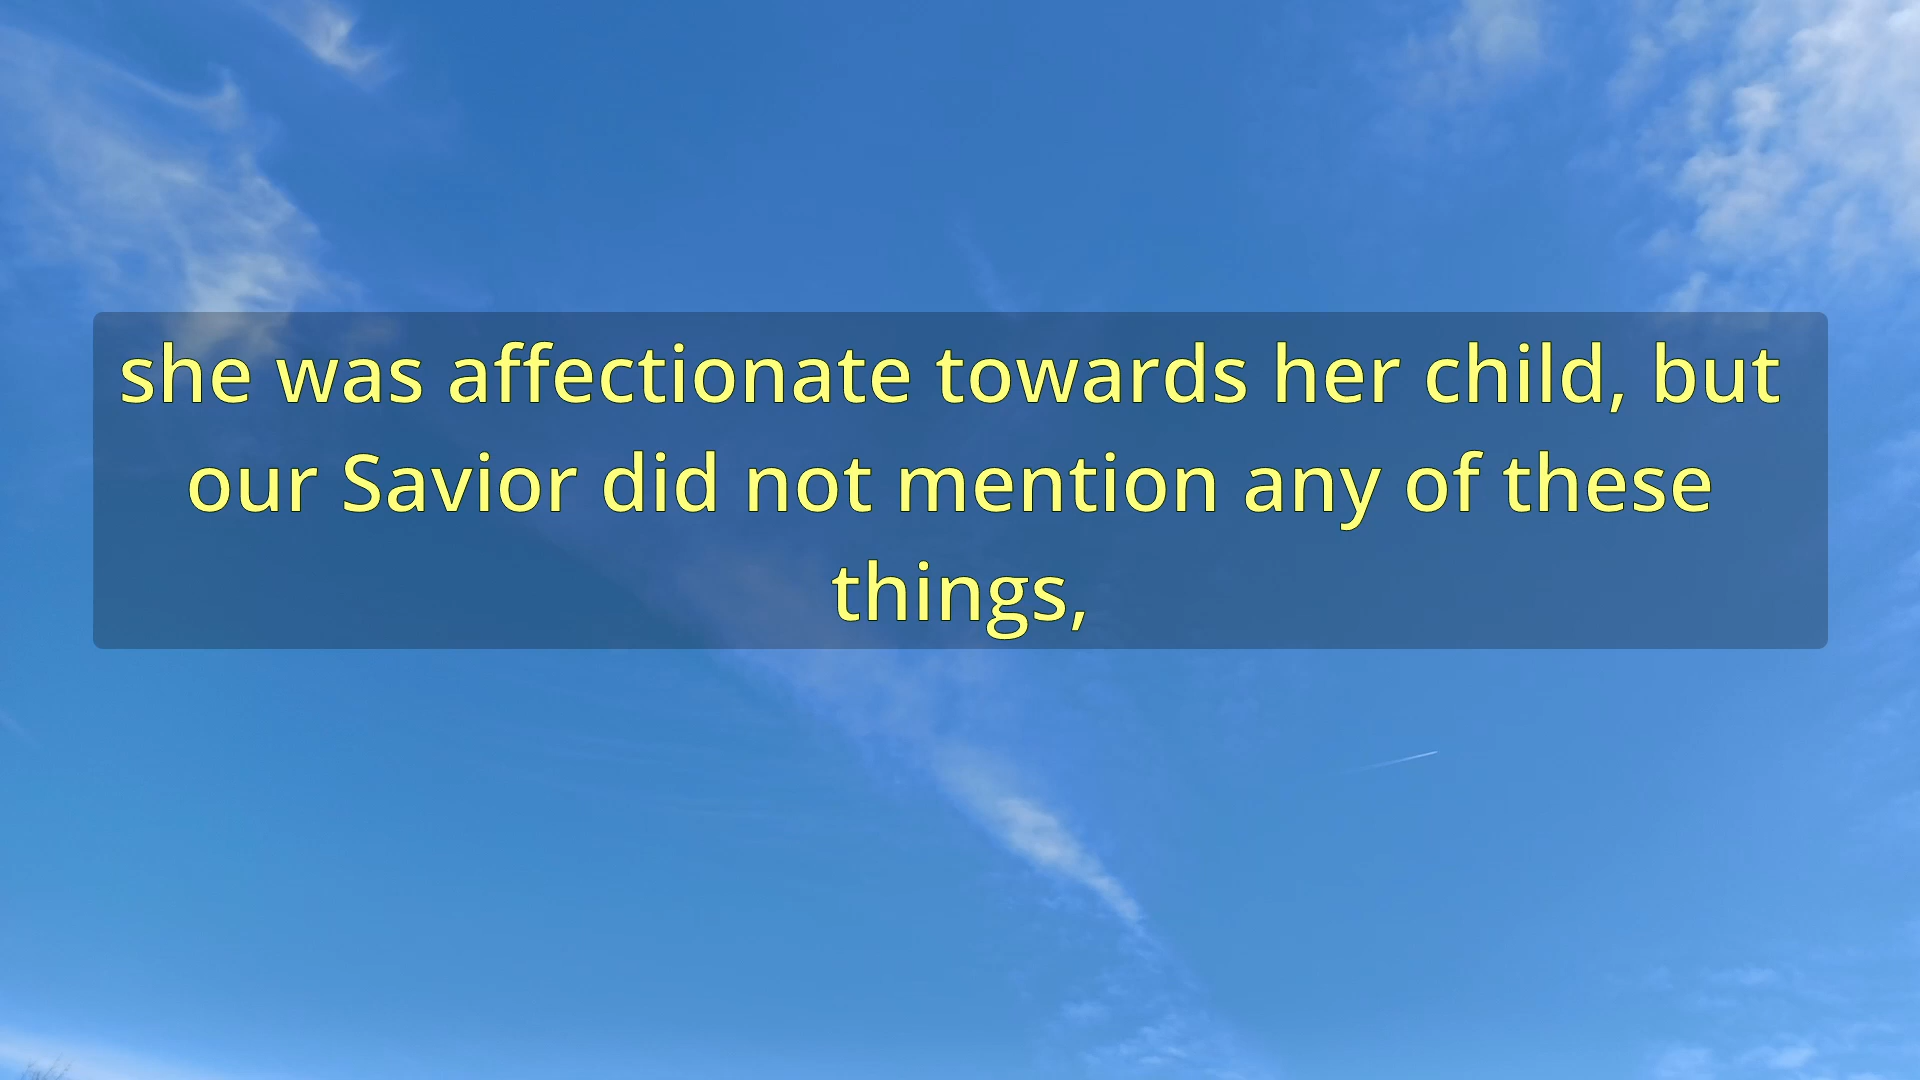 she was affectionate towards her child, but
our Savior did not mention any of these
things,